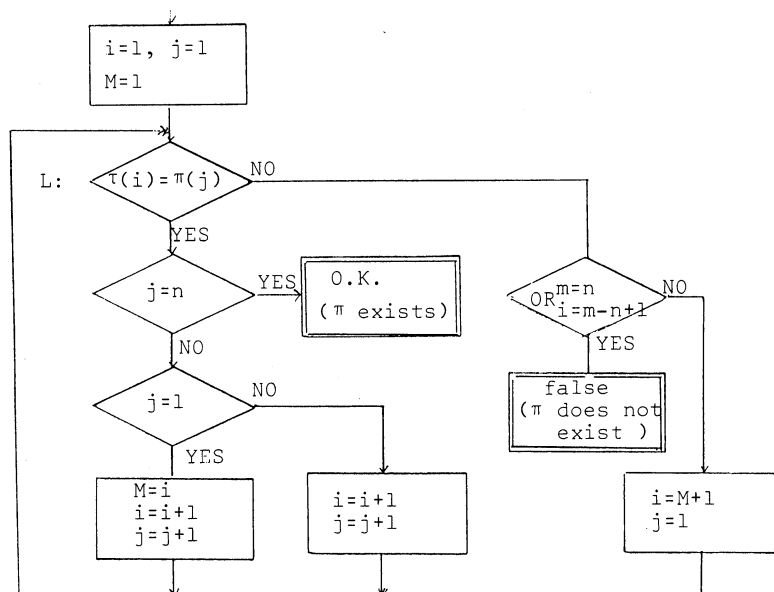 i=1, j=1
M=1
L:
τ(i)=π(j)
NO
YES
j=n
YES
O.K.
(π exists)
OR m=n
i=m-n+1
NO
YES
NO
false
(π does not
exist )
j=1
NO
YES
M=i
i=i+1
j=j+1
i=i+1
j=j+1
i=M+1
j=1